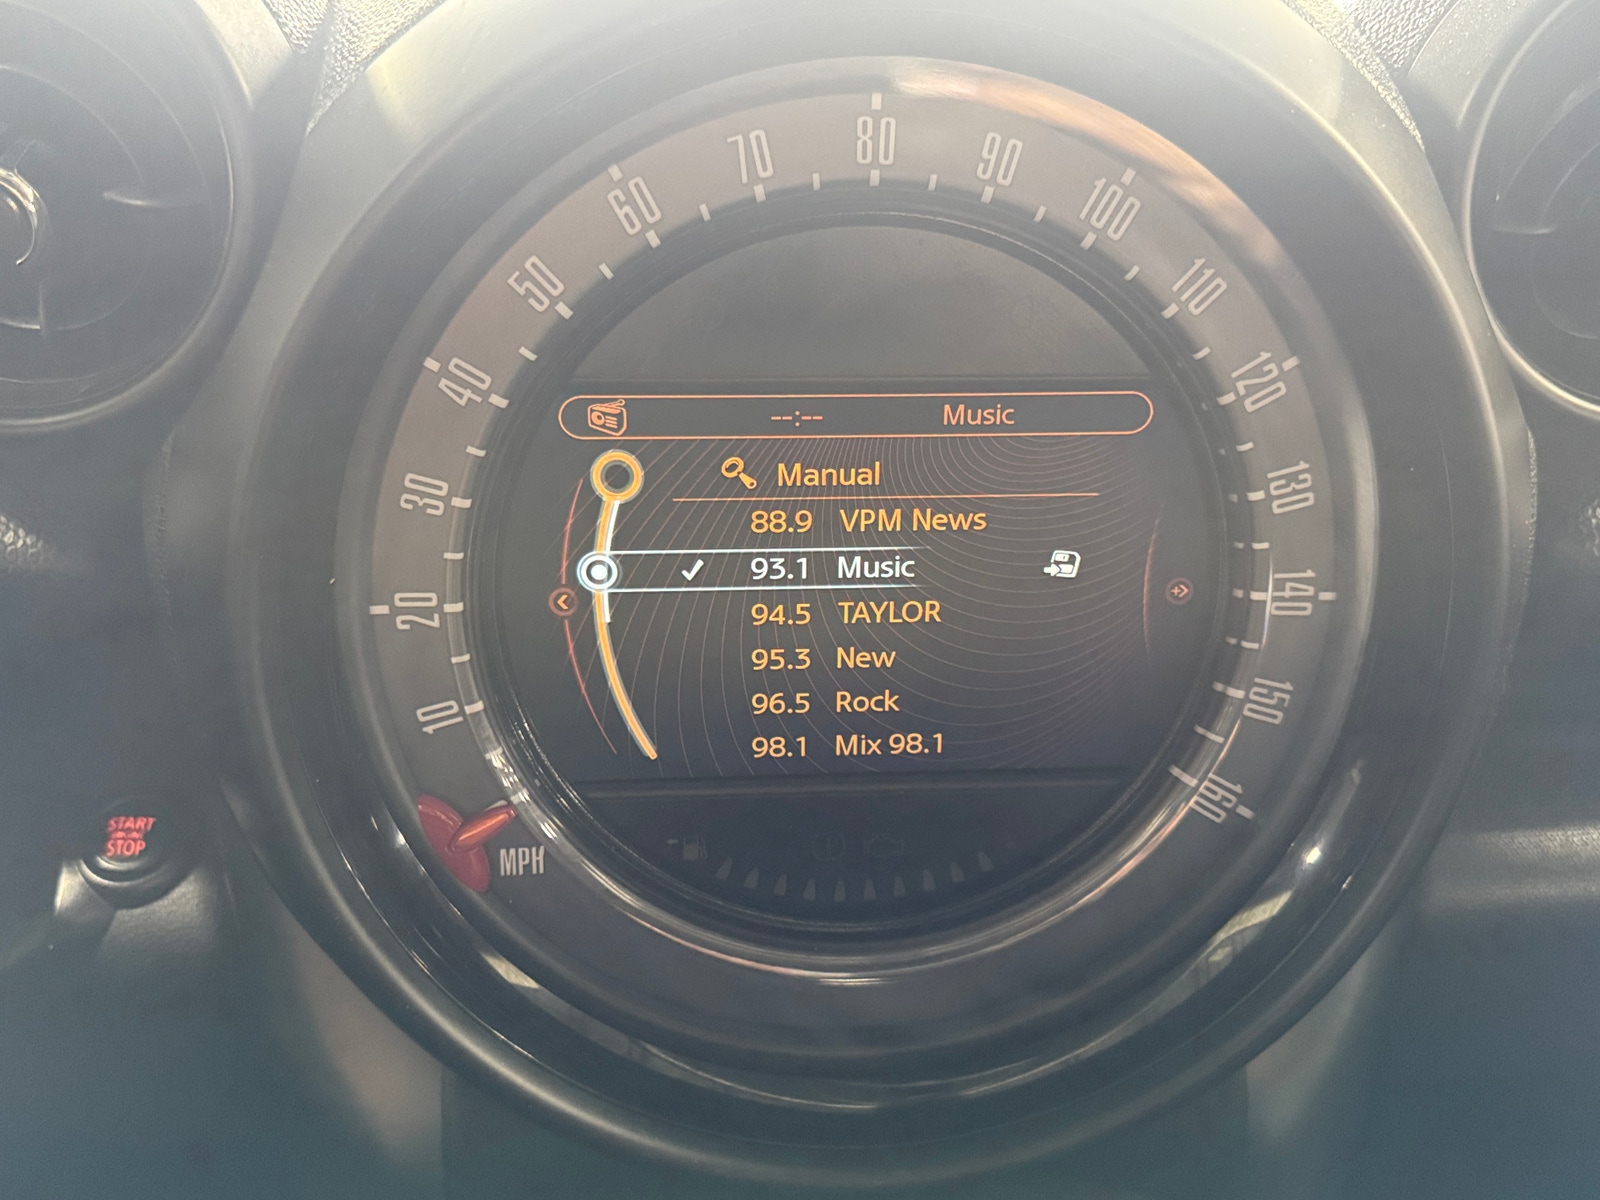 10
20
30
40
50
60
70
80
90
100
110
120
130
140
150
160
MPH
--:-- Music
Manual
88.9 VPM News
93.1 Music
94.5 TAYLOR
95.3 New
96.5 Rock
98.1 Mix 98.1
START
STOP